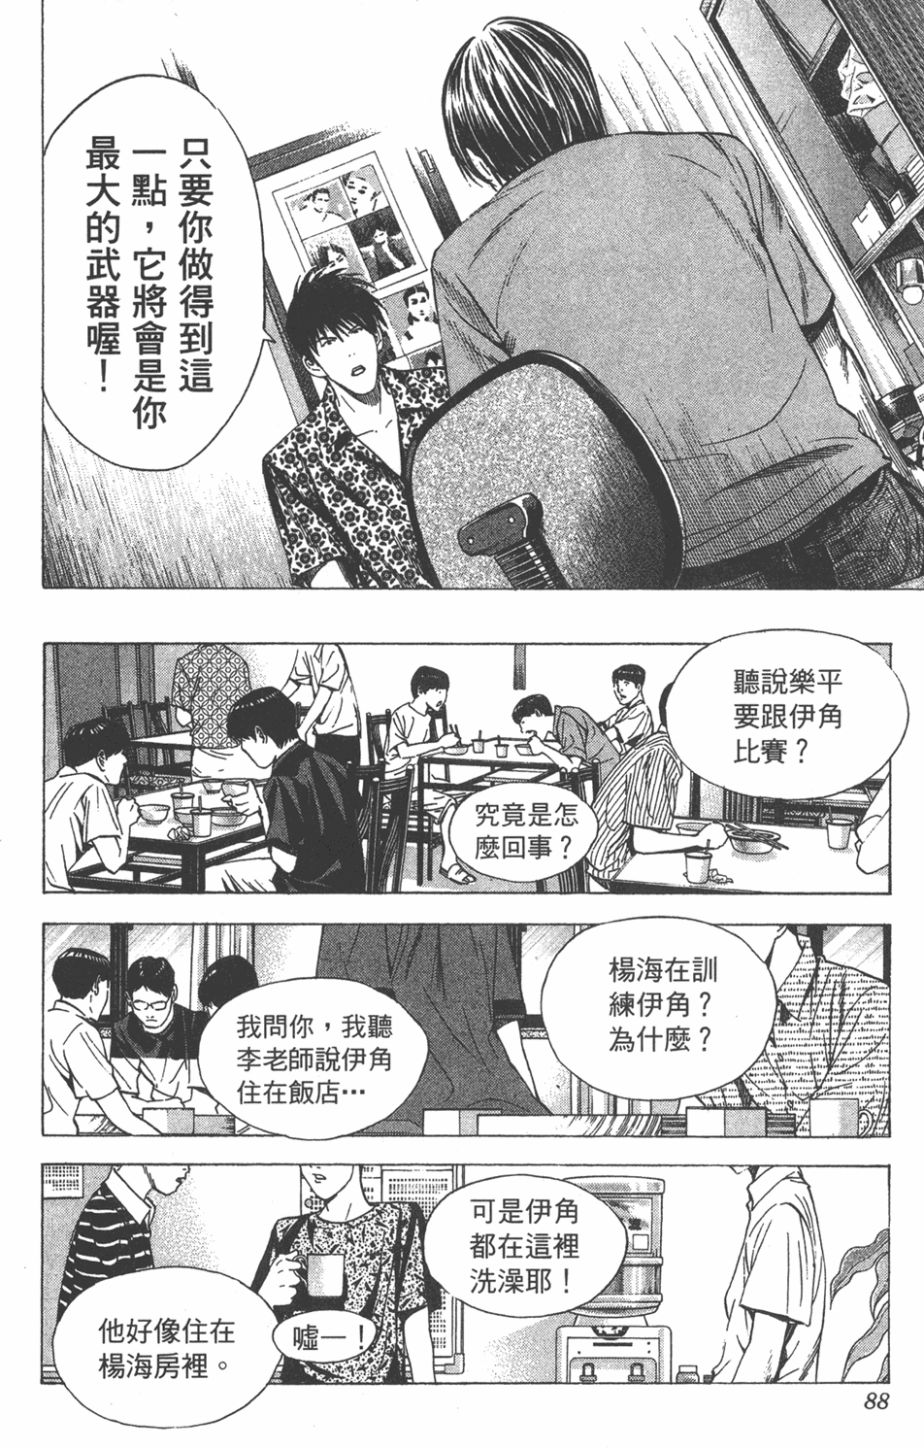 只要你做得到這
一點，它將會是你
最大的武器喔！
聽說樂平
要跟伊角
比賽？
究竟是怎
麼回事？
楊海在訓
練伊角？
為什麼？
我問你，我聽
李老師說伊角
住在飯店…
可是伊角
都在這裡
洗澡耶！
噓—！
他好像住在
楊海房裡。
88